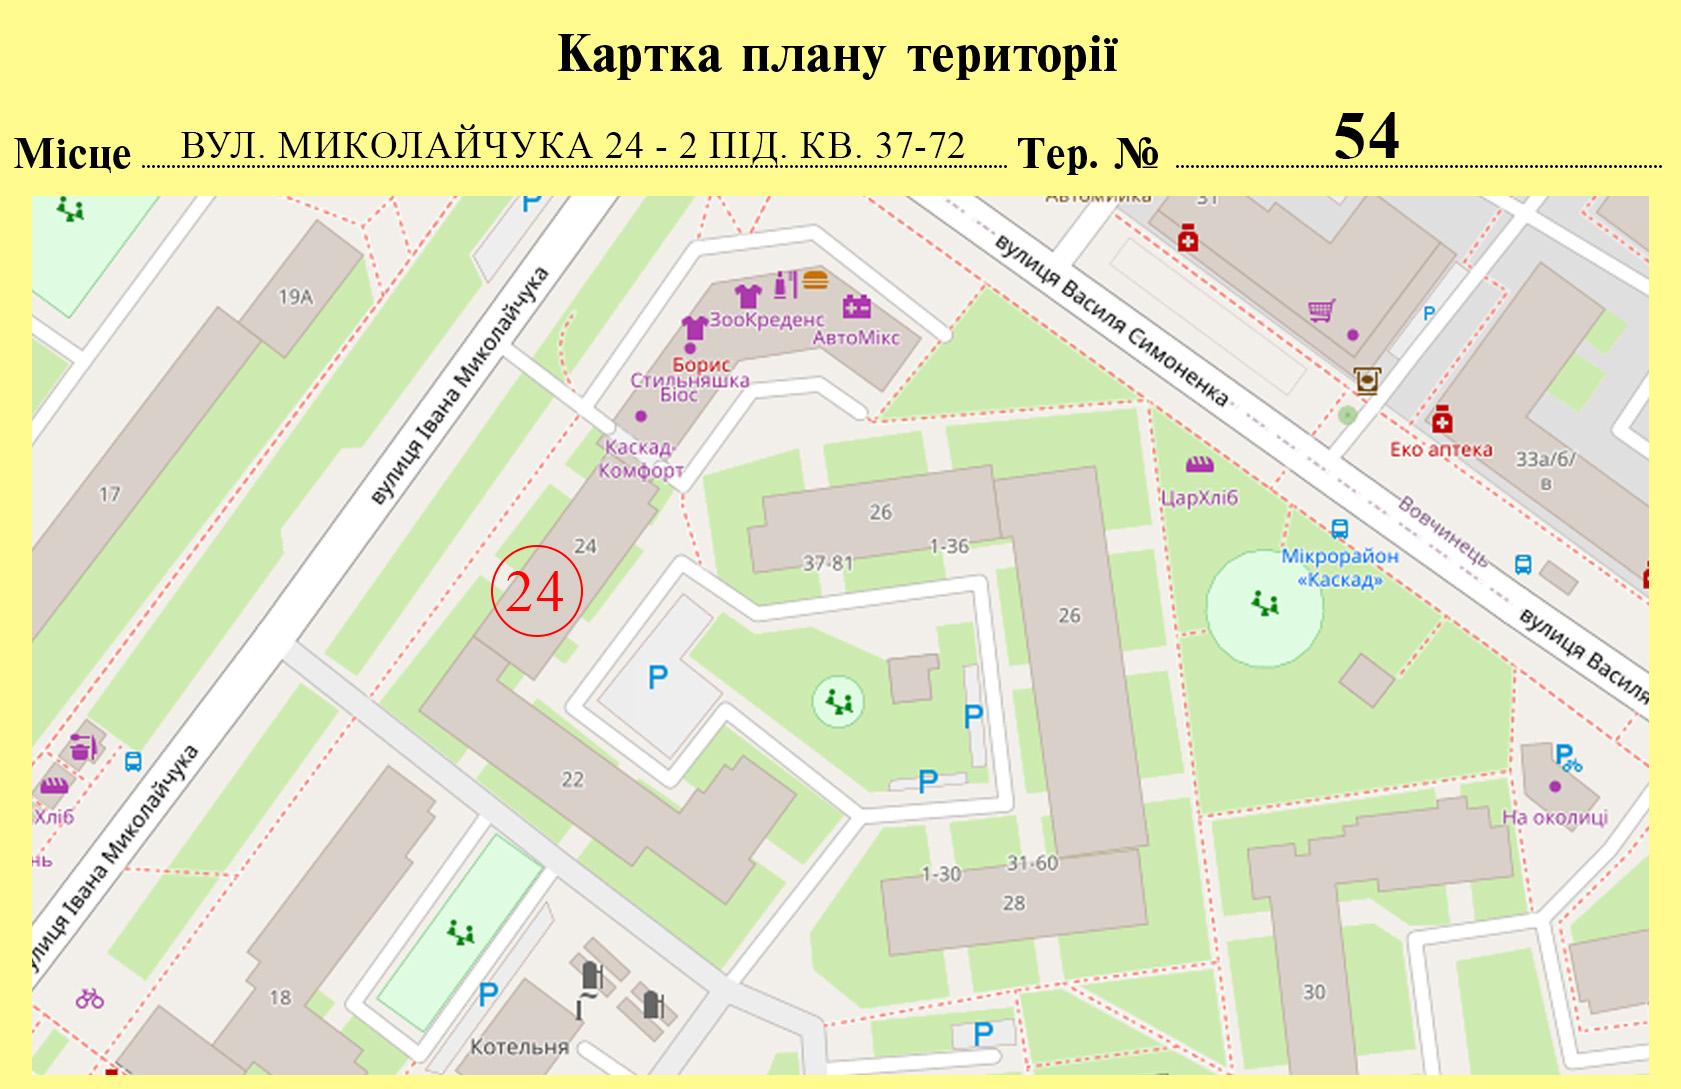 Картка плану території
Місце ВУЛ. МИКОЛАЙЧУКА 24 - 2 ПІД. КВ. 37-72 Тер. № 54
P
Автомийка
31
вулиця Василя Симоненка
19А
вулиця Івана Миколайчука
ЗооКреденс
АвтоМікс
P
Борис
Стильняшка
Біос
Каскад-
Комфорт
Еко аптека
33а/б/
в
17
ЦарХліб
Вовчинець
26
24
37-81
1-36
Мікрорайон
«Каскад»
24
26
вулиця Василя
P
P
P
P
22
Хліб
На околиці
вулиця Івана Миколайчука
нь
1-30
31-60
28
18
P
30
Котельня
P